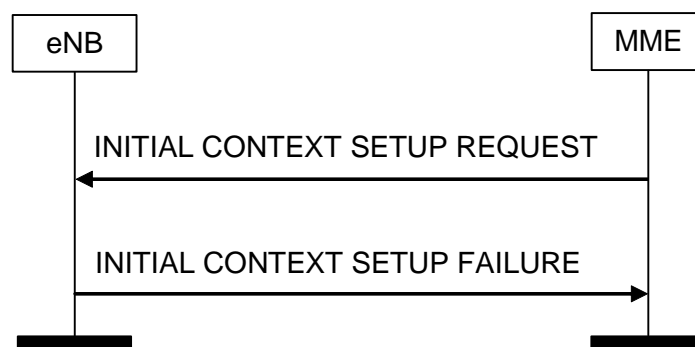 eNB
MME
INITIAL CONTEXT SETUP REQUEST
INITIAL CONTEXT SETUP FAILURE